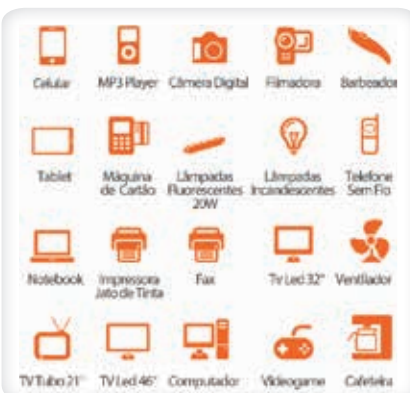 Celular MP3 Player Câmera Digital Filmadora Barbeador
Tablet Máquina Lâmpadas Lâmpadas Telefone
de Cartão Fluorescentes Incandescentes Sem Fio
20W
Notebook Impressora Fax Tv Led 32" Ventilador
Jato de Tinta
TV Tubo 21" TV Led 46" Computador Videogame Cafeteira